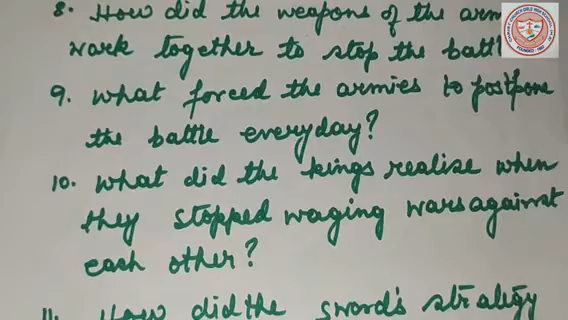 8. How did the weapons of the
work together to stop the
9. What forced the armies to postpone
the battle everyday?
10. What did the kings realise when
they stopped waging wars against
each other?
11. How did the sword's strategy